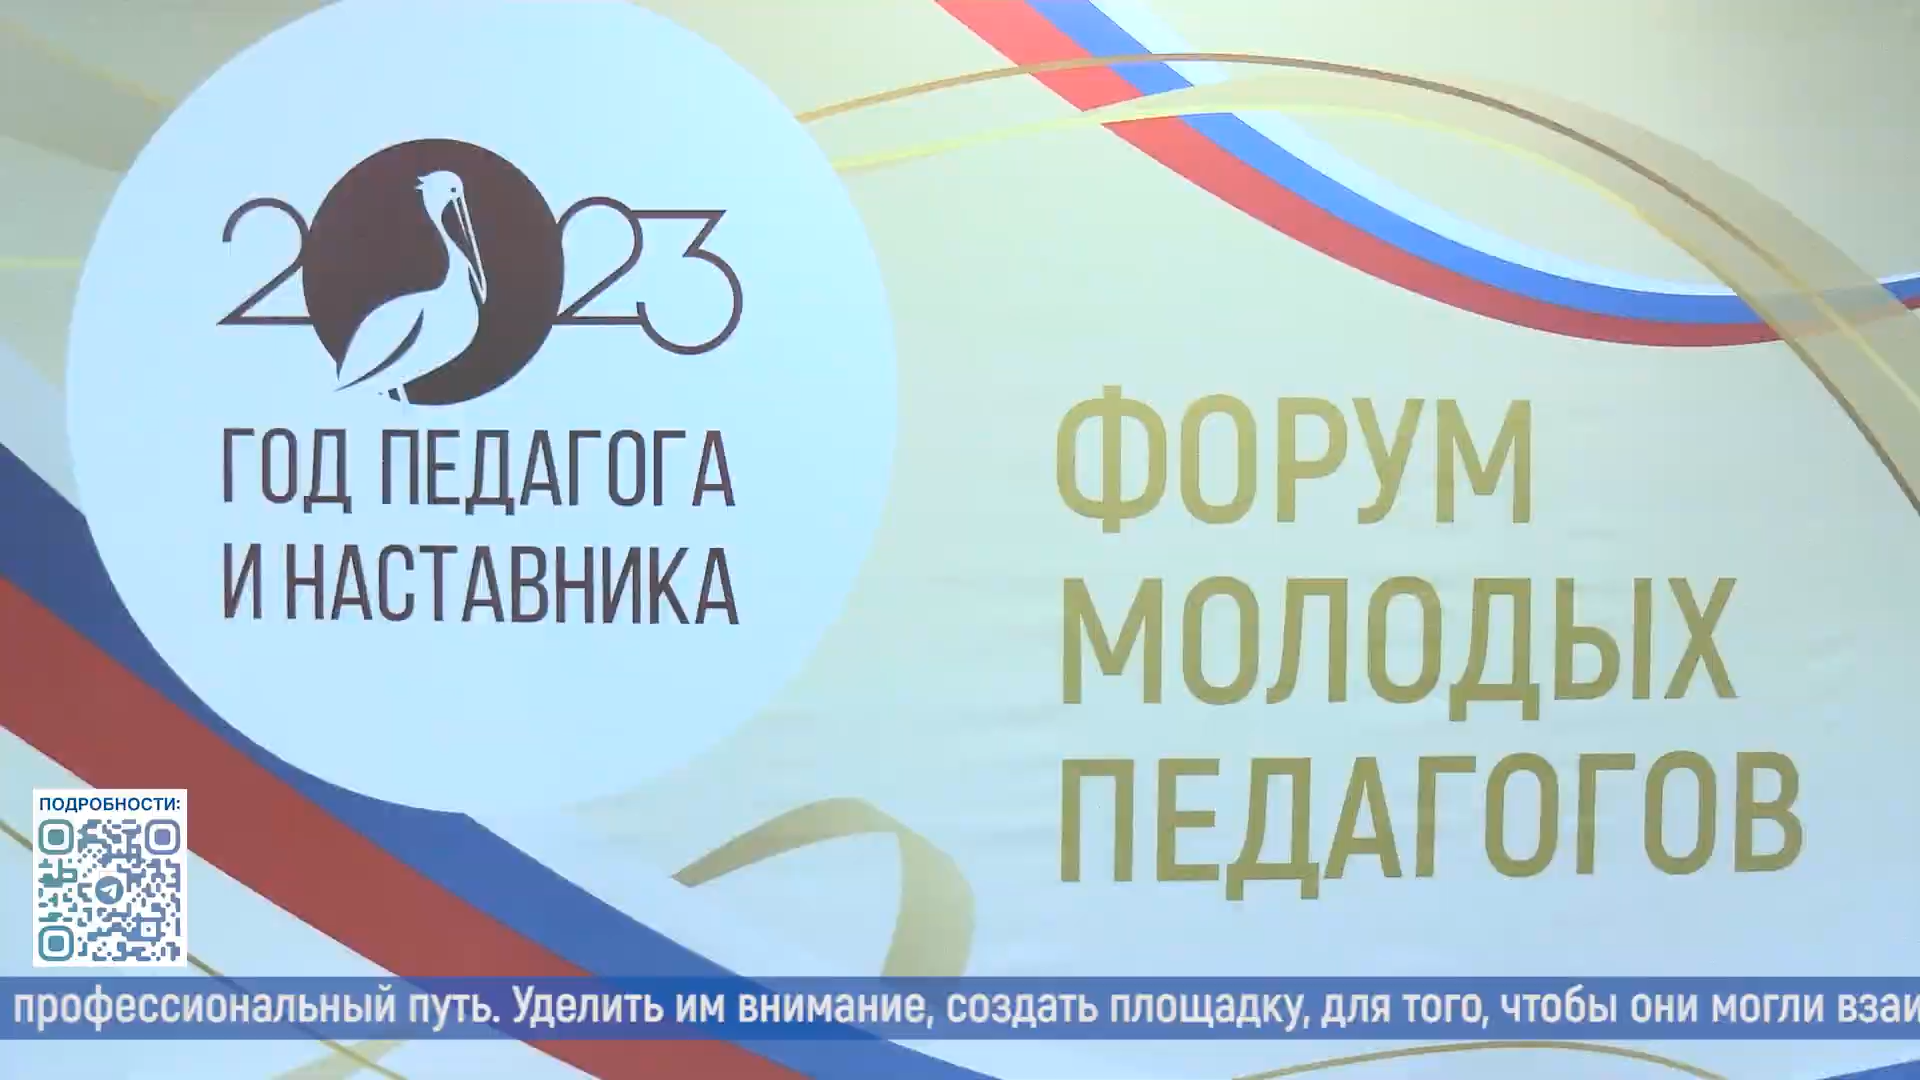 2023
ГОД ПЕДАГОГА
И НАСТАВНИКА
ФОРУМ
МОЛОДЫХ
ПЕДАГОГОВ
ПОДРОБНОСТИ:
профессиональный путь. Уделить им внимание, создать площадку, для того, чтобы они могли взаи